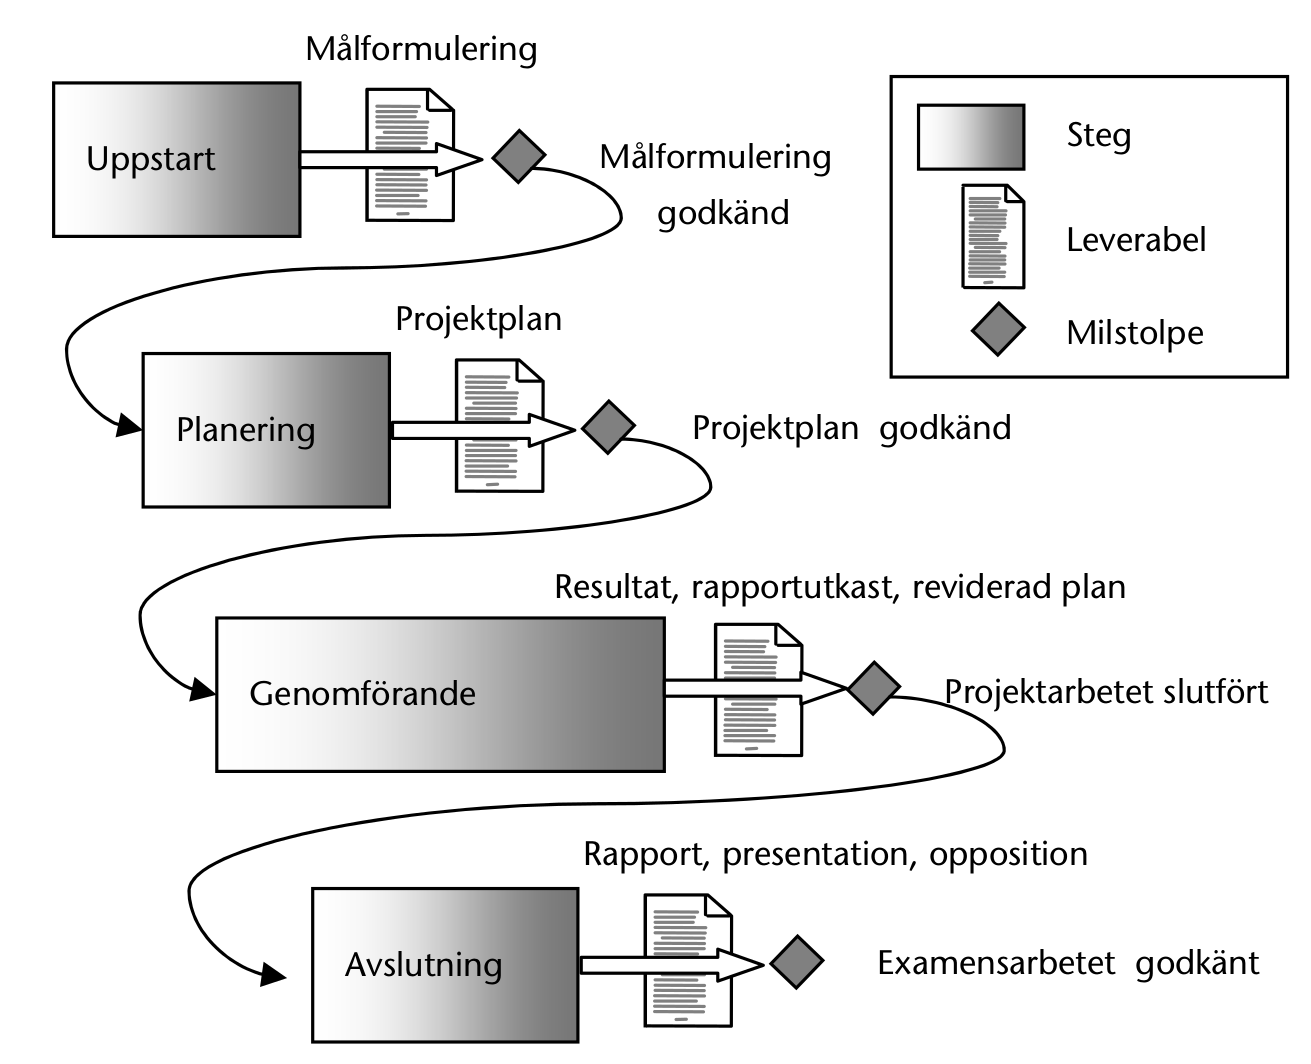 Målformulering
Uppstart
Målformulering
godkänd
Steg
Leverabel
Milstolpe
Projektplan
Planering
Projektplan godkänd
Resultat, rapportutkast, reviderad plan
Genomförande
Projektarbetet slutfört
Rapport, presentation, opposition
Avslutning
Examensarbetet godkänt